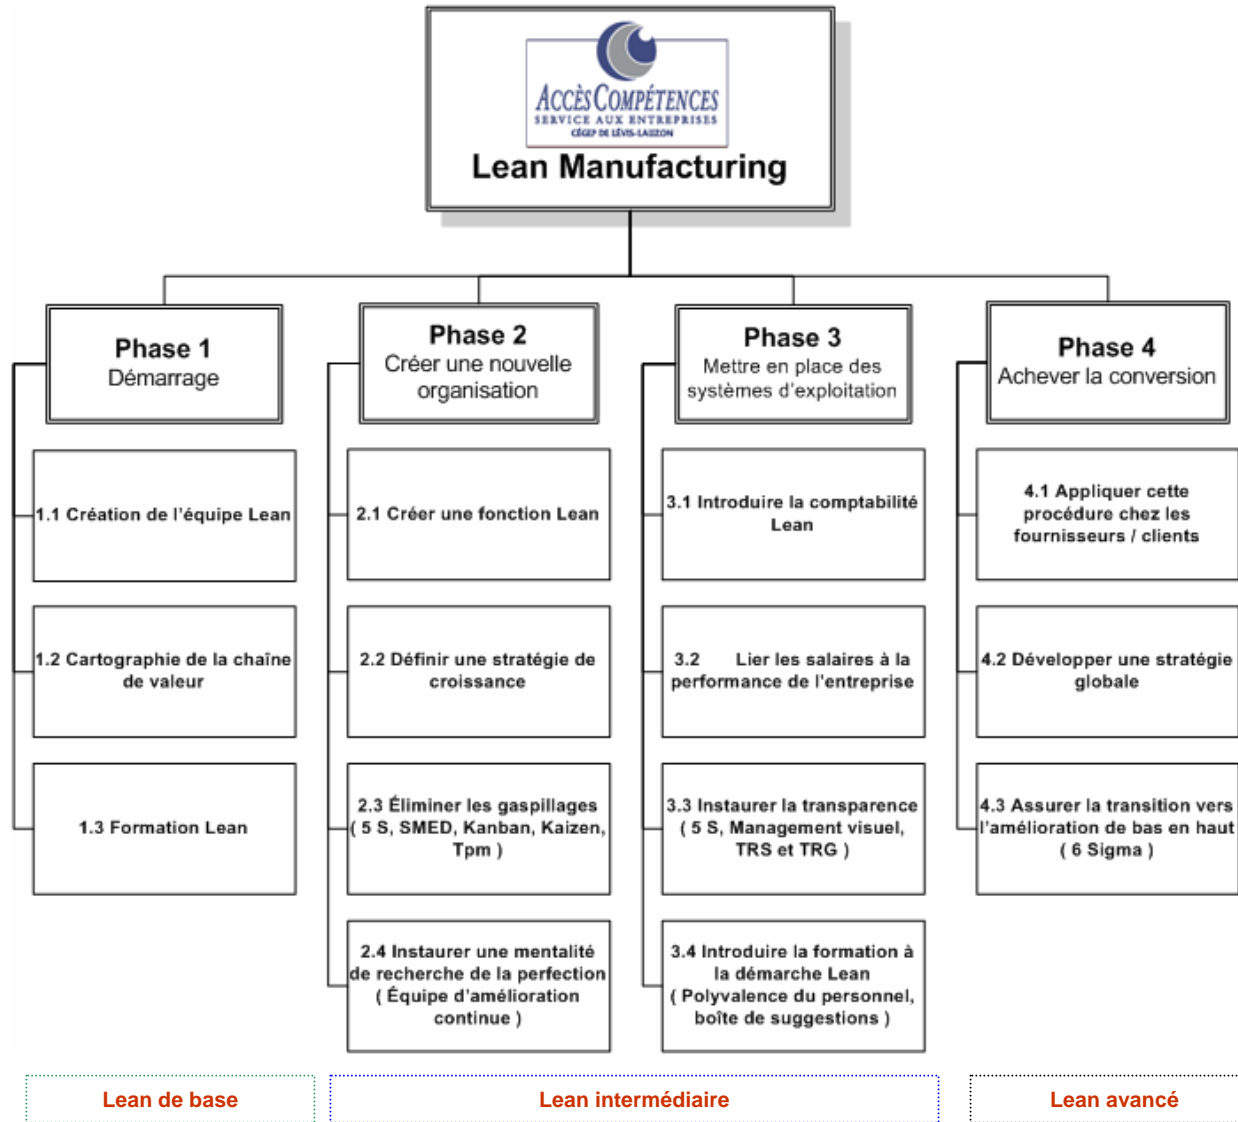 ACCÈS COMPÉTENCES
SERVICE AUX ENTREPRISES
CÉGEP DE LÉVIS-LAUZON
Lean Manufacturing
Phase 1
Démarrage
1.1 Création de l'équipe Lean
1.2 Cartographie de la chaîne
de valeur
1.3 Formation Lean
Phase 2
Créer une nouvelle
organisation
2.1 Créer une fonction Lean
2.2 Définir une stratégie de
croissance
2.3 Éliminer les gaspillages
( 5 S, SMED, Kanban, Kaizen,
Tpm )
2.4 Instaurer une mentalité
de recherche de la perfection
( Équipe d'amélioration
continue )
Phase 3
Mettre en place des
systèmes d'exploitation
3.1 Introduire la comptabilité
Lean
3.2 Lier les salaires à la
performance de l'entreprise
3.3 Instaurer la transparence
( 5 S, Management visuel,
TRS et TRG )
3.4 Introduire la formation à
la démarche Lean
( Polyvalence du personnel,
boîte de suggestions )
Phase 4
Achever la conversion
4.1 Appliquer cette
procédure chez les
fournisseurs / clients
4.2 Développer une stratégie
globale
4.3 Assurer la transition vers
l'amélioration de bas en haut
( 6 Sigma )
Lean de base
Lean intermédiaire
Lean avancé